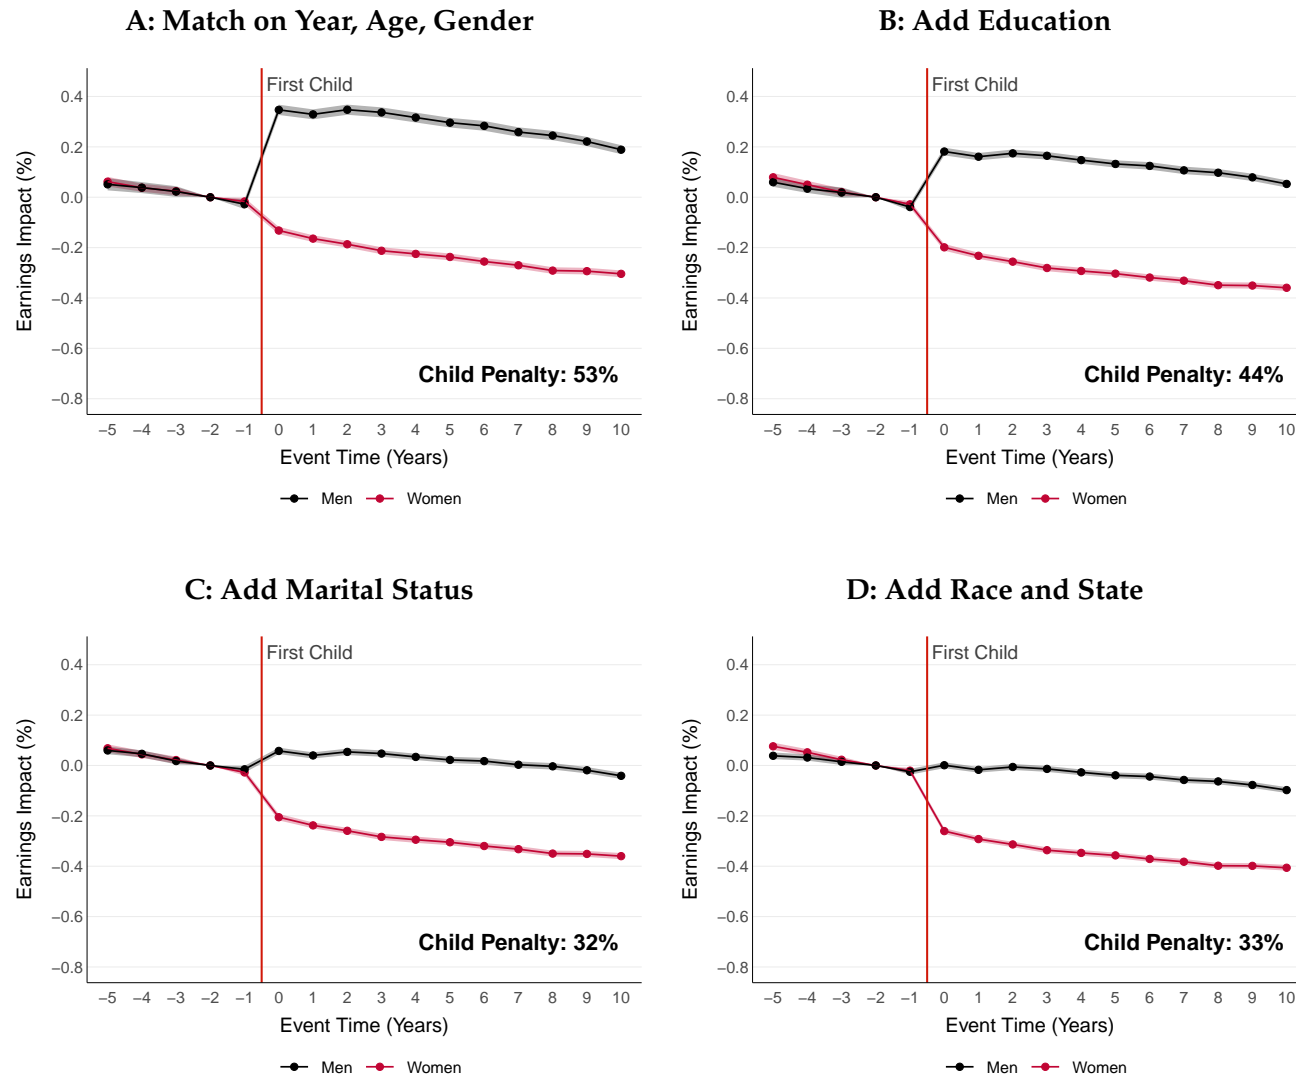 A: Match on Year, Age, Gender
First Child
0.4
0.2
0.0
−0.2
−0.4
−0.6
−0.8
Earnings Impact (%)
Child Penalty: 53%
−5 −4 −3 −2 −1 0 1 2 3 4 5 6 7 8 9 10
Event Time (Years)
Men Women
B: Add Education
First Child
0.4
0.2
0.0
−0.2
−0.4
−0.6
−0.8
Earnings Impact (%)
Child Penalty: 44%
−5 −4 −3 −2 −1 0 1 2 3 4 5 6 7 8 9 10
Event Time (Years)
Men Women
C: Add Marital Status
First Child
0.4
0.2
0.0
−0.2
−0.4
−0.6
−0.8
Earnings Impact (%)
Child Penalty: 32%
−5 −4 −3 −2 −1 0 1 2 3 4 5 6 7 8 9 10
Event Time (Years)
Men Women
D: Add Race and State
First Child
0.4
0.2
0.0
−0.2
−0.4
−0.6
−0.8
Earnings Impact (%)
Child Penalty: 33%
−5 −4 −3 −2 −1 0 1 2 3 4 5 6 7 8 9 10
Event Time (Years)
Men Women